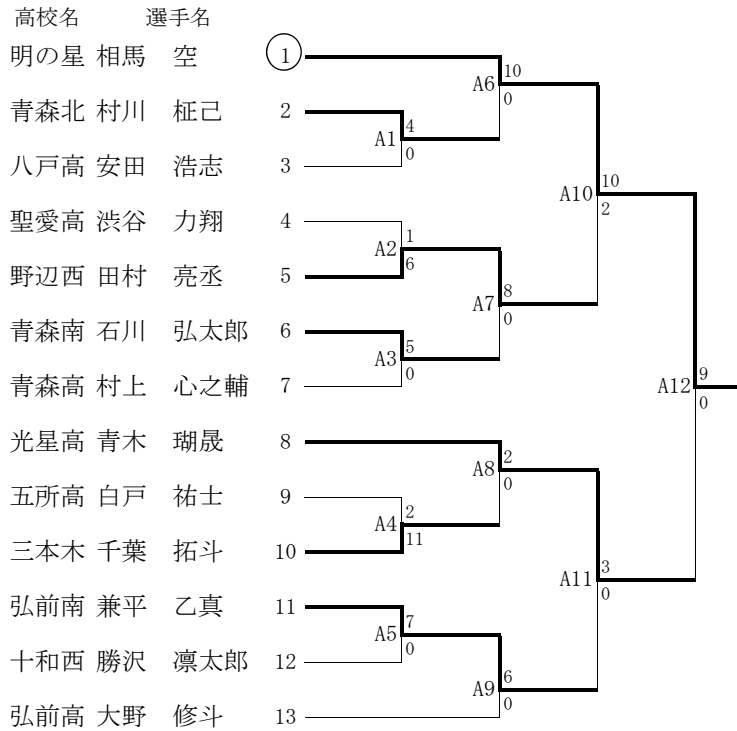 高校名 選手名
明の星 相馬 空 1
10
A6
0
青森北 村川 柾己 2
4
A1
0
八戸高 安田 浩志 3
10
A10
2
聖愛高 渋谷 力翔 4
1
A2
6
野辺西 田村 亮丞 5
8
A7
0
青森南 石川 弘太郎 6
5
A3
0
青森高 村上 心之輔 7
9
A12
0
光星高 青木 瑚晟 8
2
A8
0
五所高 白戸 祐士 9
2
A4
11
三本木 千葉 拓斗 10
3
A11
0
弘前南 兼平 乙真 11
7
A5
0
十和西 勝沢 凛太郎 12
6
A9
0
弘前高 大野 修斗 13